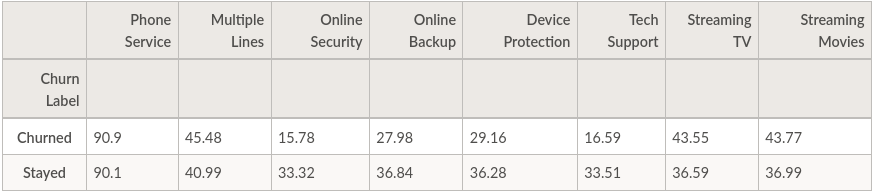 Phone Service Multiple Lines Online Security Online Backup Device Protection Tech Support Streaming TV Streaming Movies
Churn Label
Churned 90.9 45.48 15.78 27.98 29.16 16.59 43.55 43.77
Stayed 90.1 40.99 33.32 36.84 36.28 33.51 36.59 36.99